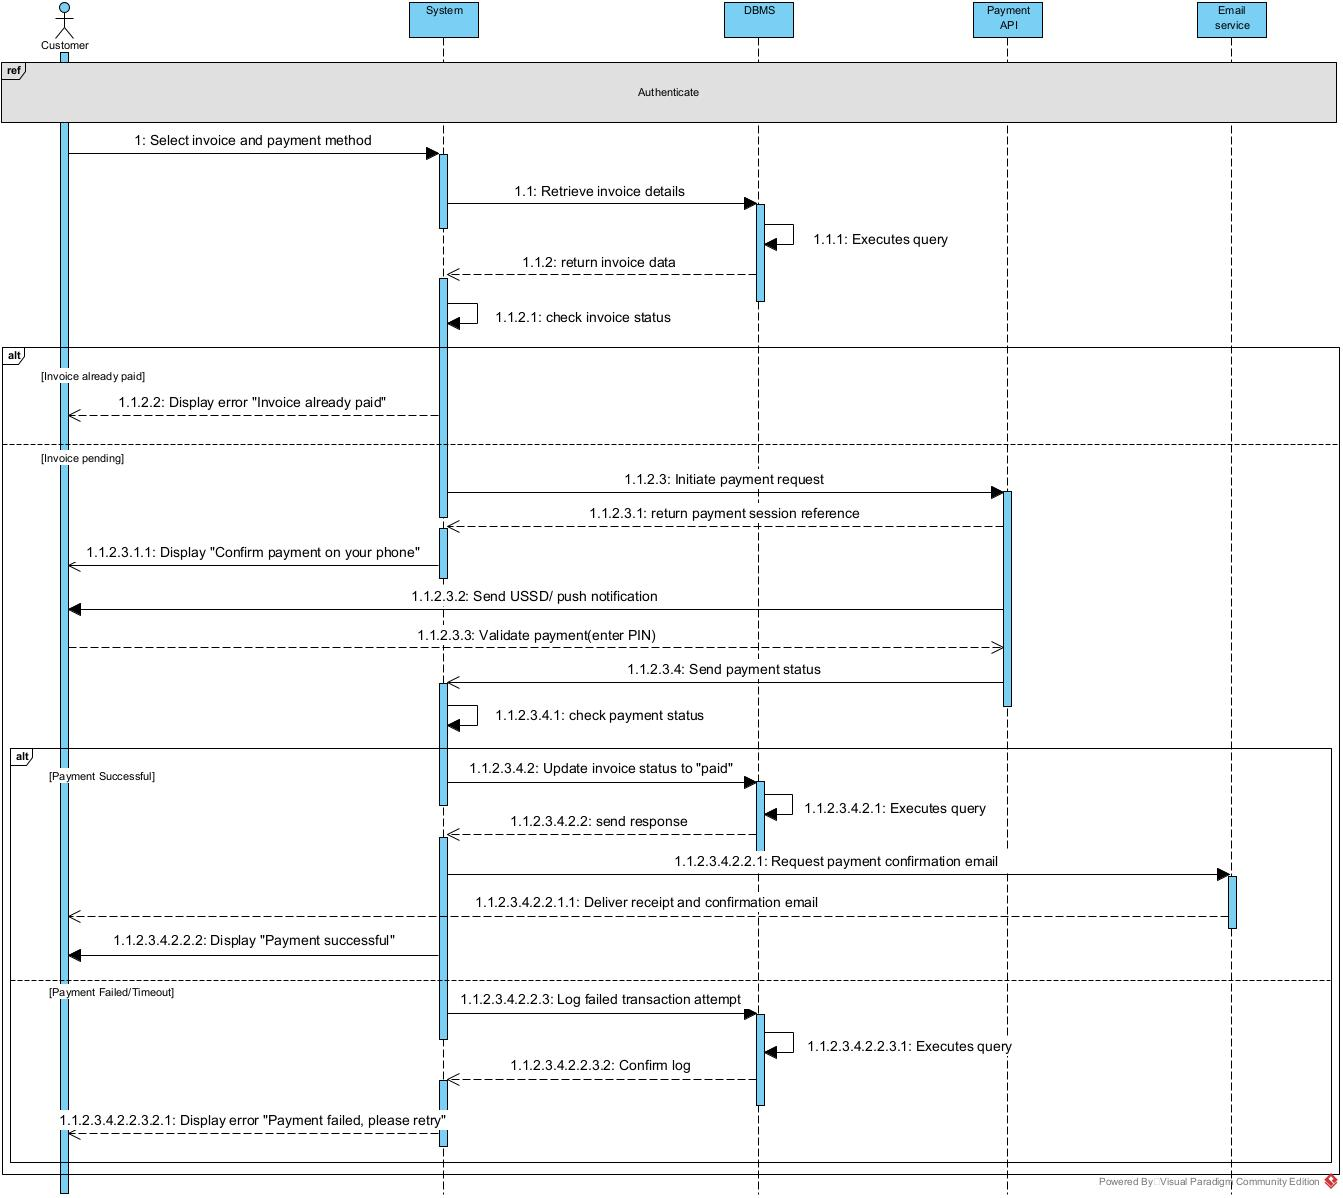 Customer
System
DBMS
Payment
API
Email
service
ref
Authenticate
1: Select invoice and payment method
1.1: Retrieve invoice details
1.1.1: Executes query
1.1.2: return invoice data
1.1.2.1: check invoice status
alt
[Invoice already paid]
1.1.2.2: Display error "Invoice already paid"
[Invoice pending]
1.1.2.3: Initiate payment request
1.1.2.3.1: return payment session reference
1.1.2.3.1.1: Display "Confirm payment on your phone"
1.1.2.3.2: Send USSD/ push notification
1.1.2.3.3: Validate payment(enter PIN)
1.1.2.3.4: Send payment status
1.1.2.3.4.1: check payment status
alt
[Payment Successful]
1.1.2.3.4.2: Update invoice status to "paid"
1.1.2.3.4.2.1: Executes query
1.1.2.3.4.2.2: send response
1.1.2.3.4.2.2.1: Request payment confirmation email
1.1.2.3.4.2.2.1.1: Deliver receipt and confirmation email
1.1.2.3.4.2.2.2: Display "Payment successful"
[Payment Failed/Timeout]
1.1.2.3.4.2.2.3: Log failed transaction attempt
1.1.2.3.4.2.2.3.1: Executes query
1.1.2.3.4.2.2.3.2: Confirm log
1.1.2.3.4.2.2.3.2.1: Display error "Payment failed, please retry"
Powered By Visual Paradigm Community Edition